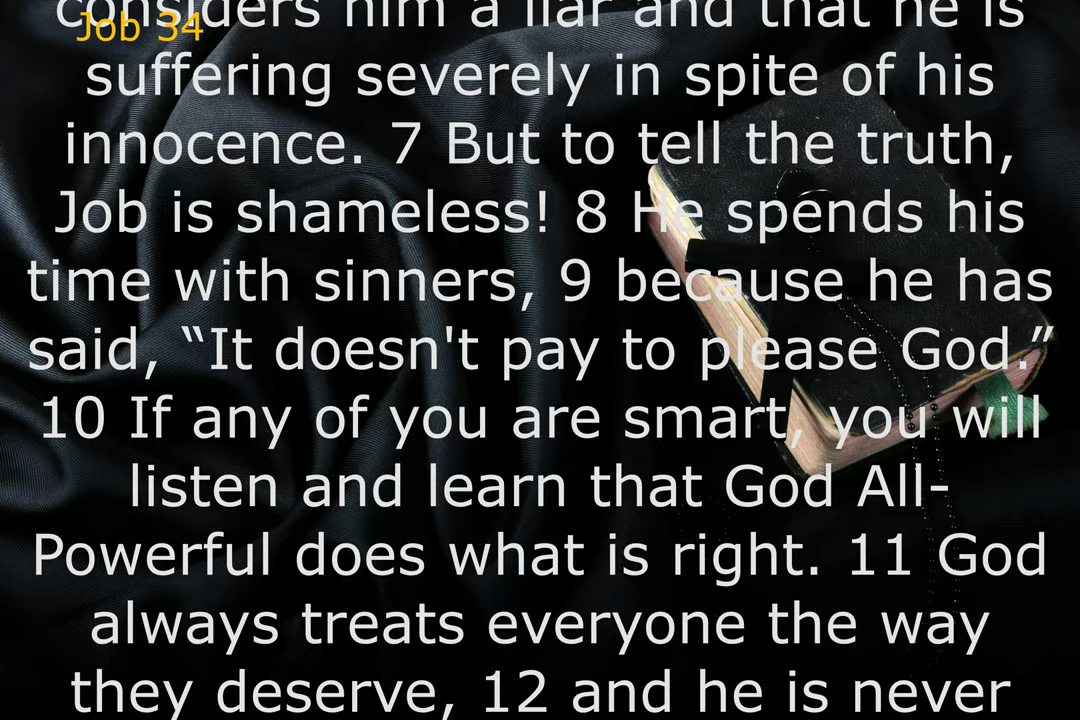 considers him a liar and that he is
Job 34
suffering severely in spite of his
innocence. 7 But to tell the truth,
Job is shameless! 8 He spends his
time with sinners, 9 because he has
said, “It doesn't pay to please God.”
10 If any of you are smart, you will
listen and learn that God All-
Powerful does what is right. 11 God
always treats everyone the way
they deserve, 12 and he is never